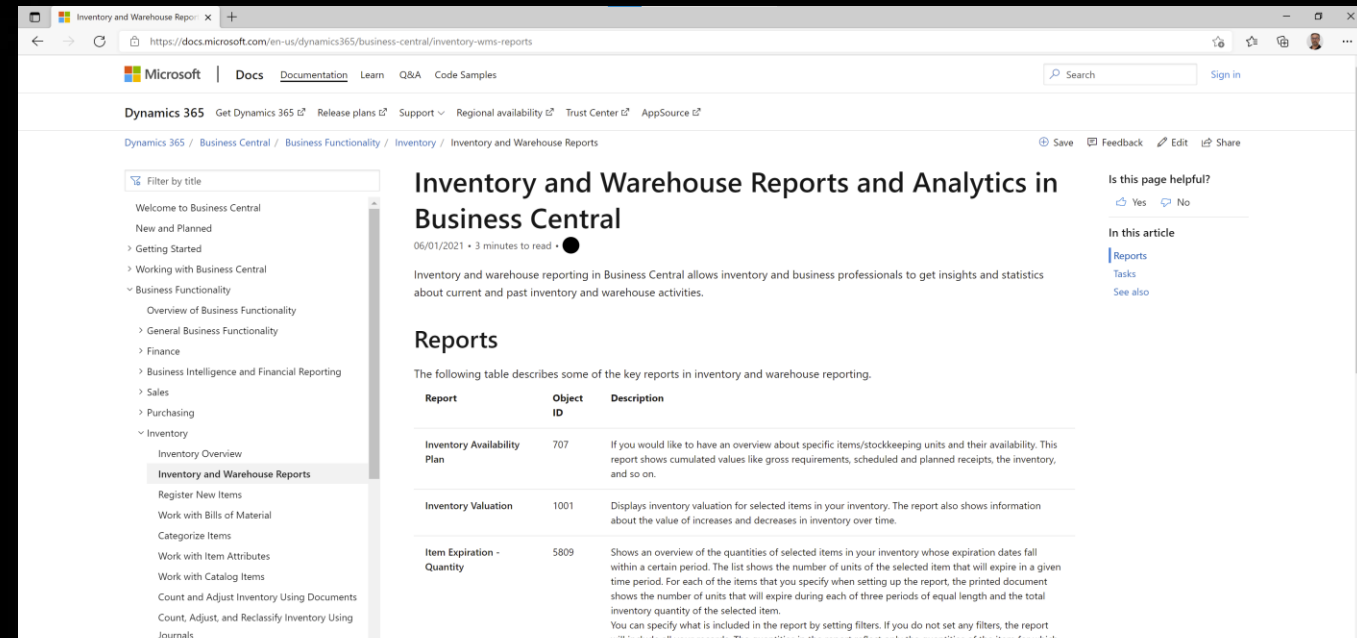 Inventory and Warehouse Repor
https://docs.microsoft.com/en-us/dynamics365/business-central/inventory-wms-reports
Microsoft Docs Documentation Learn Q&A Code Samples Search Sign in
Dynamics 365 Get Dynamics 365 Release plans Support Regional availability Trust Center AppSource
Dynamics 365 / Business Central / Business Functionality / Inventory / Inventory and Warehouse Reports Save Feedback Edit Share
Filter by title
Welcome to Business Central
New and Planned
Getting Started
Working with Business Central
Business Functionality
Overview of Business Functionality
General Business Functionality
Finance
Business Intelligence and Financial Reporting
Sales
Purchasing
Inventory
Inventory Overview
Inventory and Warehouse Reports
Register New Items
Work with Bills of Material
Categorize Items
Work with Item Attributes
Work with Catalog Items
Count and Adjust Inventory Using Documents
Count, Adjust, and Reclassify Inventory Using
Journals
Inventory and Warehouse Reports and Analytics in
Business Central
06/01/2021 • 3 minutes to read •
Inventory and warehouse reporting in Business Central allows inventory and business professionals to get insights and statistics
about current and past inventory and warehouse activities.
Reports
The following table describes some of the key reports in inventory and warehouse reporting.
Report Object ID Description
Inventory Availability Plan 707 If you would like to have an overview about specific items/stockkeeping units and their availability. This
report shows cumulated values like gross requirements, scheduled and planned receipts, the inventory,
and so on.
Inventory Valuation 1001 Displays inventory valuation for selected items in your inventory. The report also shows information
about the value of increases and decreases in inventory over time.
Item Expiration - Quantity 5809 Shows an overview of the quantities of selected items in your inventory whose expiration dates fall
within a certain period. The list shows the number of units of the selected item that will expire in a given
time period. For each of the items that you specify when setting up the report, the printed document
shows the number of units that will expire during each of three periods of equal length and the total
inventory quantity of the selected item.
You can specify what is included in the report by setting filters. If you do not set any filters, the report
Is this page helpful?
Yes No
In this article
Reports
Tasks
See also